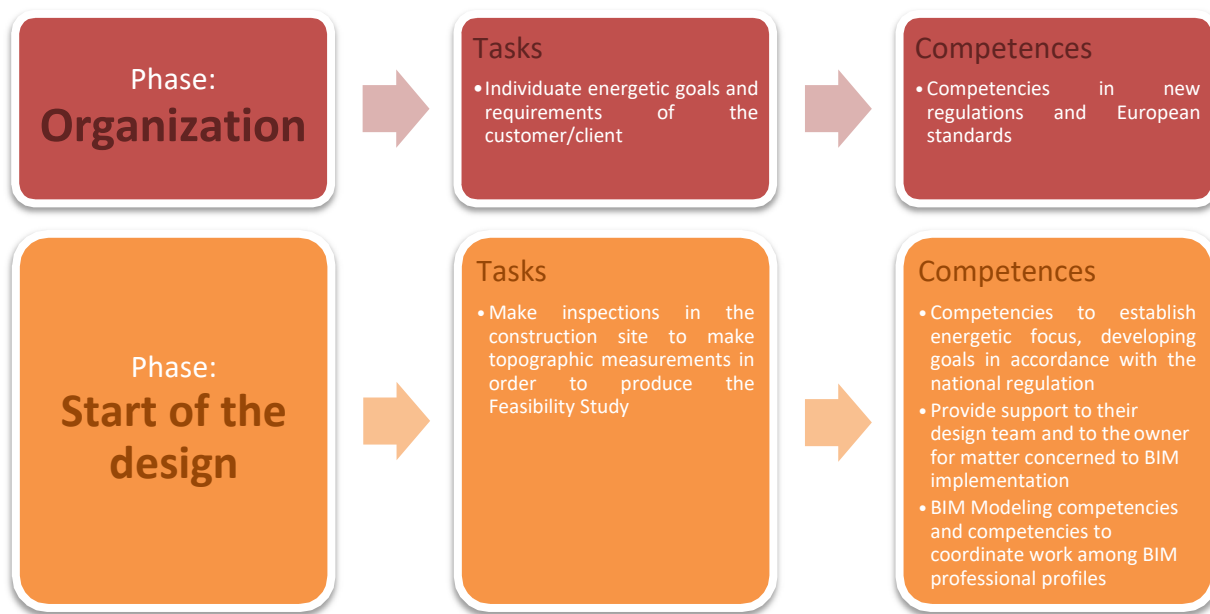 Phase:
Organization
Tasks
•Individuate energetic goals and
requirements of the
customer/client
Competences
• Competencies in new
regulations and European
standards
Phase:
Start of the
design
Tasks
• Make inspections in the
construction site to make
topographic measurements in
order to produce the
Feasibility Study
Competences
• Competencies to establish
energetic focus, developing
goals in accordance with the
national regulation
• Provide support to their
design team and to the owner
for matter concerned to BIM
implementation
• BIM Modeling competencies
and competencies to
coordinate work among BIM
professional profiles